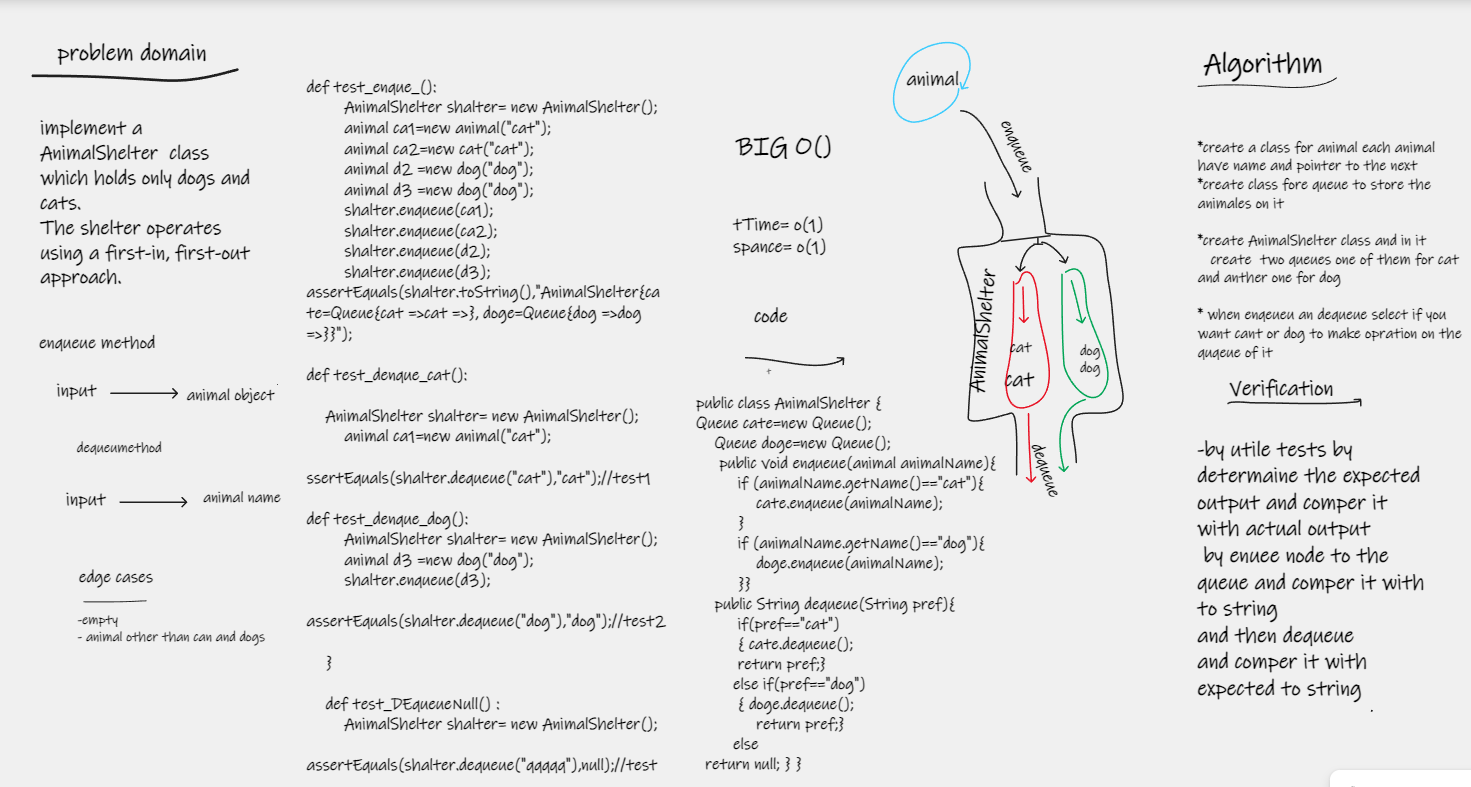 problem domain
implement a
AnimalShelter class
which holds only dogs and
cats.
The shelter operates
using a first-in, first-out
approach.
enqueue method
input
animal object
dequeumethod
input
animal name
edge cases
-empty
- animal other than can and dogs
def test_enque_():
AnimalShelter shalter= new AnimalShelter();
animal ca1=new animal("cat");
animal ca2=new cat("cat");
animal d2 =new dog("dog");
animal d3 =new dog("dog");
shalter.enqueue(ca1);
shalter.enqueue(ca2);
shalter.enqueue(d2);
shalter.enqueue(d3);
assertEquals(shalter.toString(),"AnimalShelter{ca
te=Queue{cat =>cat =>}, doge=Queue{dog =>dog
=>}}");
def test_denque_cat():
AnimalShelter shalter= new AnimalShelter();
animal ca1=new animal("cat");
ssertEquals(shalter.dequeue("cat"),"cat");//test1
def test_denque_dog():
AnimalShelter shalter= new AnimalShelter();
animal d3 =new dog("dog");
shalter.enqueue(d3);
assertEquals(shalter.dequeue("dog"),"dog");//test2
}
def test_DEqueueNull() :
AnimalShelter shalter= new AnimalShelter();
assertEquals(shalter.dequeue("qqqqq"),null);//test
BIG O()
tTime= o(1)
spance= o(1)
code
+
public class AnimalShelter {
Queue cate=new Queue();
Queue doge=new Queue();
public void enqueue(animal animalName){
if (animalName.getName()=="cat"){
cate.enqueue(animalName);
}
if (animalName.getName()=="dog"){
doge.enqueue(animalName);
}}
public String dequeue(String pref){
if(pref=="cat")
{ cate.dequeue();
return pref;}
else if(pref=="dog")
{ doge.dequeue();
return pref;}
else
return null; } }
animal
enqueue
AnimalShelter
cat
cat
dog
dog
dequeue
Algorithm
*create a class for animal each animal
have name and pointer to the next
*create class fore queue to store the
animales on it
*create AnimalShelter class and in it
create two queues one of them for cat
and anther one for dog
* when enqeueu an dequeue select if you
want cant or dog to make opration on the
quqeue of it
Verification
-by utile tests by
determaine the expected
output and comper it
with actual output
by enuee node to the
queue and comper it with
to string
and then dequeue
and comper it with
expected to string